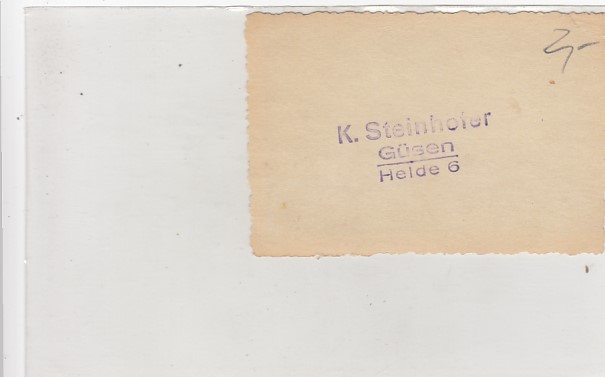 K. Steinhofer
Güsen
Heide 6